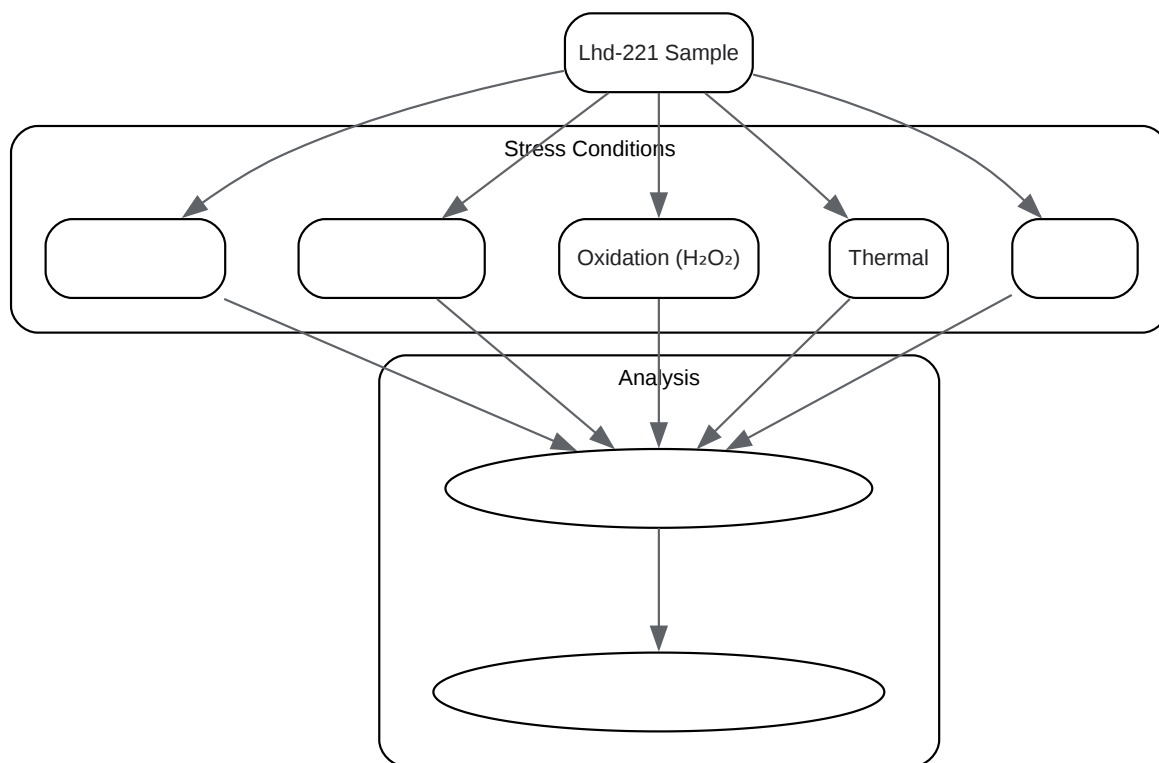 Lhd-221 Sample
Stress Conditions
Oxidation (H₂O₂)
Thermal
Analysis